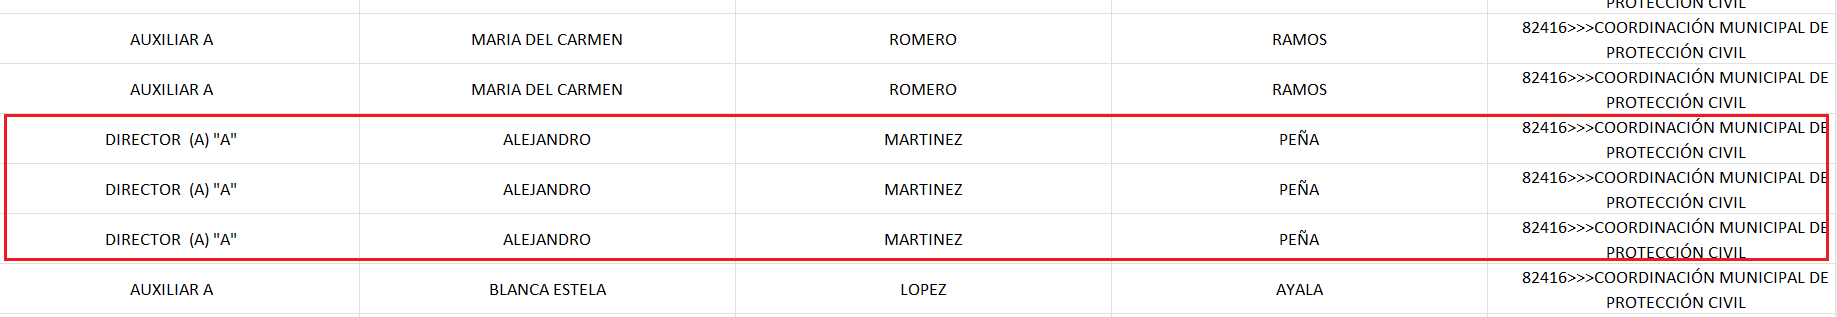 PROTECCIÓN CIVIL
AUXILIAR A MARIA DEL CARMEN ROMERO RAMOS 82416>>>COORDINACIÓN MUNICIPAL DE
PROTECCIÓN CIVIL
AUXILIAR A MARIA DEL CARMEN ROMERO RAMOS 82416>>>COORDINACIÓN MUNICIPAL DE
PROTECCIÓN CIVIL
DIRECTOR (A) "A" ALEJANDRO MARTINEZ PEÑA 82416>>>COORDINACIÓN MUNICIPAL DE
PROTECCIÓN CIVIL
DIRECTOR (A) "A" ALEJANDRO MARTINEZ PEÑA 82416>>>COORDINACIÓN MUNICIPAL DE
PROTECCIÓN CIVIL
DIRECTOR (A) "A" ALEJANDRO MARTINEZ PEÑA 82416>>>COORDINACIÓN MUNICIPAL DE
PROTECCIÓN CIVIL
AUXILIAR A BLANCA ESTELA LOPEZ AYALA 82416>>>COORDINACIÓN MUNICIPAL DE
PROTECCIÓN CIVIL